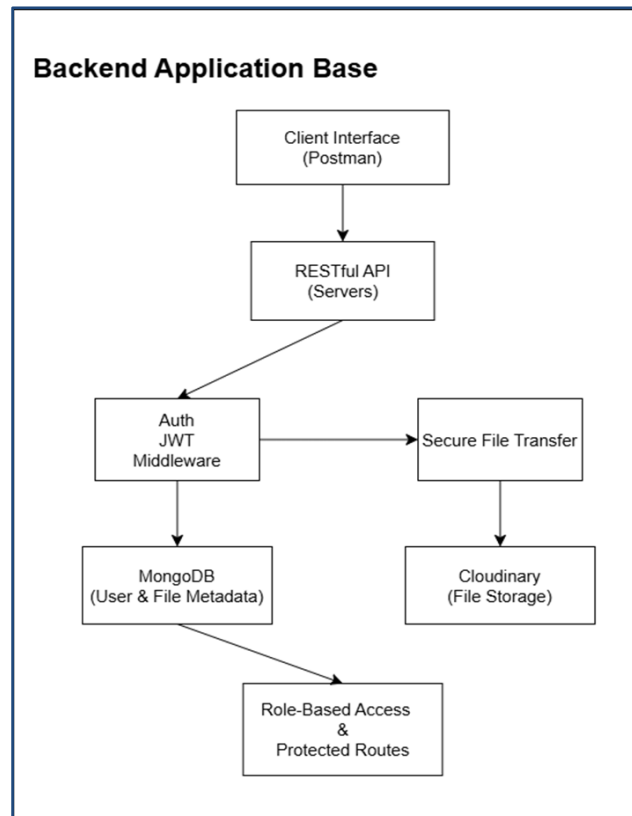 Backend Application Base
Client Interface
(Postman)
RESTful API
(Servers)
Auth
JWT
Middleware
Secure File Transfer
MongoDB
(User & File Metadata)
Cloudinary
(File Storage)
Role-Based Access
&
Protected Routes